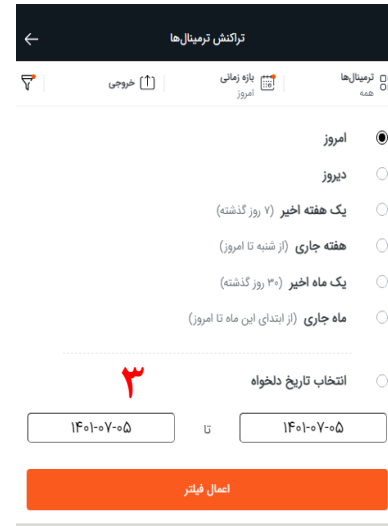 تراکنش ترمینال‌ها
ترمینال‌ها
همه
بازه زمانی
امروز
خروجی
امروز
دیروز
یک هفته اخیر (۷ روز گذشته)
هفته جاری (از شنبه تا امروز)
یک ماه اخیر (۳۰ روز گذشته)
ماه جاری (از ابتدای این ماه تا امروز)
۳
انتخاب تاریخ دلخواه
۱۴۰۱-۰۷-۰۵ تا ۱۴۰۱-۰۷-۰۵
اعمال فیلتر